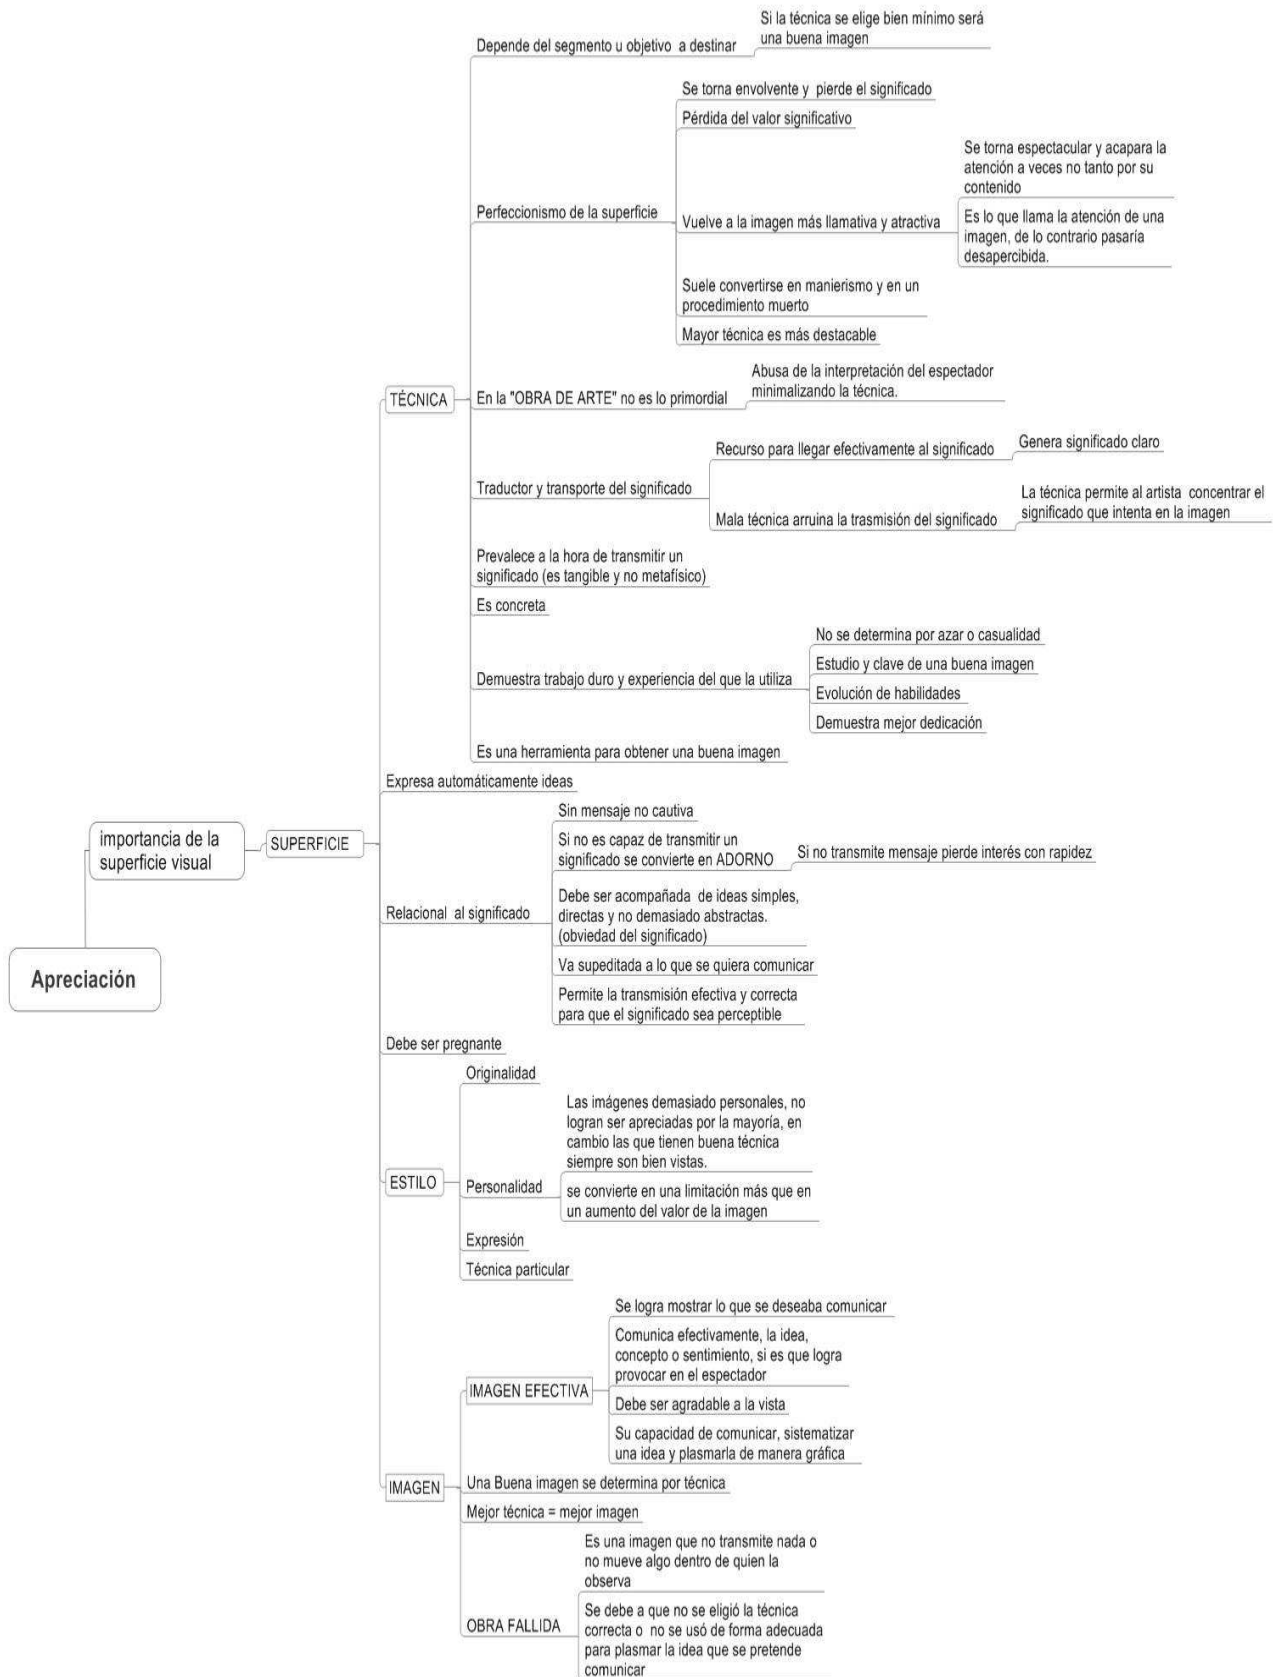 Si la técnica se elige bien mínimo será
una buena imagen
Depende del segmento u objetivo a destinar
Se torna envolvente y pierde el significado
Pérdida del valor significativo
Se torna espectacular y acapara la
atención a veces no tanto por su
contenido
Perfeccionismo de la superficie
Vuelve a la imagen más llamativa y atractiva
Es lo que llama la atención de una
imagen, de lo contrario pasaría
desapercibida.
Suele convertirse en manierismo y en un
procedimiento muerto
Mayor técnica es más destacable
TÉCNICA
En la "OBRA DE ARTE" no es lo primordial
Abusa de la interpretación del espectador
minimalizando la técnica.
Recurso para llegar efectivamente al significado
Genera significado claro
Traductor y transporte del significado
Mala técnica arruina la trasmisión del significado
La técnica permite al artista concentrar el
significado que intenta en la imagen
Prevalece a la hora de transmitir un
significado (es tangible y no metafísico)
Es concreta
No se determina por azar o casualidad
Estudio y clave de una buena imagen
Demuestra trabajo duro y experiencia del que la utiliza
Evolución de habilidades
Demuestra mejor dedicación
Es una herramienta para obtener una buena imagen
Expresa automáticamente ideas
importancia de la
superficie visual
SUPERFICIE
Sin mensaje no cautiva
Si no es capaz de transmitir un
significado se convierte en ADORNO
Si no transmite mensaje pierde interés con rapidez
Relacional al significado
Debe ser acompañada de ideas simples,
directas y no demasiado abstractas.
(obviedad del significado)
Va supeditada a lo que se quiera comunicar
Permite la transmisión efectiva y correcta
para que el significado sea perceptible
Apreciación
Debe ser pregnante
Originalidad
Las imágenes demasiado personales, no
logran ser apreciadas por la mayoría, en
cambio las que tienen buena técnica
siempre son bien vistas.
ESTILO
Personalidad
se convierte en una limitación más que en
un aumento del valor de la imagen
Expresión
Técnica particular
Se logra mostrar lo que se deseaba comunicar
Comunica efectivamente, la idea,
concepto o sentimiento, si es que logra
provocar en el espectador
IMAGEN EFECTIVA
Debe ser agradable a la vista
Su capacidad de comunicar, sistematizar
una idea y plasmarla de manera gráfica
IMAGEN
Una Buena imagen se determina por técnica
Mejor técnica = mejor imagen
Es una imagen que no transmite nada o
no mueve algo dentro de quien la
observa
OBRA FALLIDA
Se debe a que no se eligió la técnica
correcta o no se usó de forma adecuada
para plasmar la idea que se pretende
comunicar